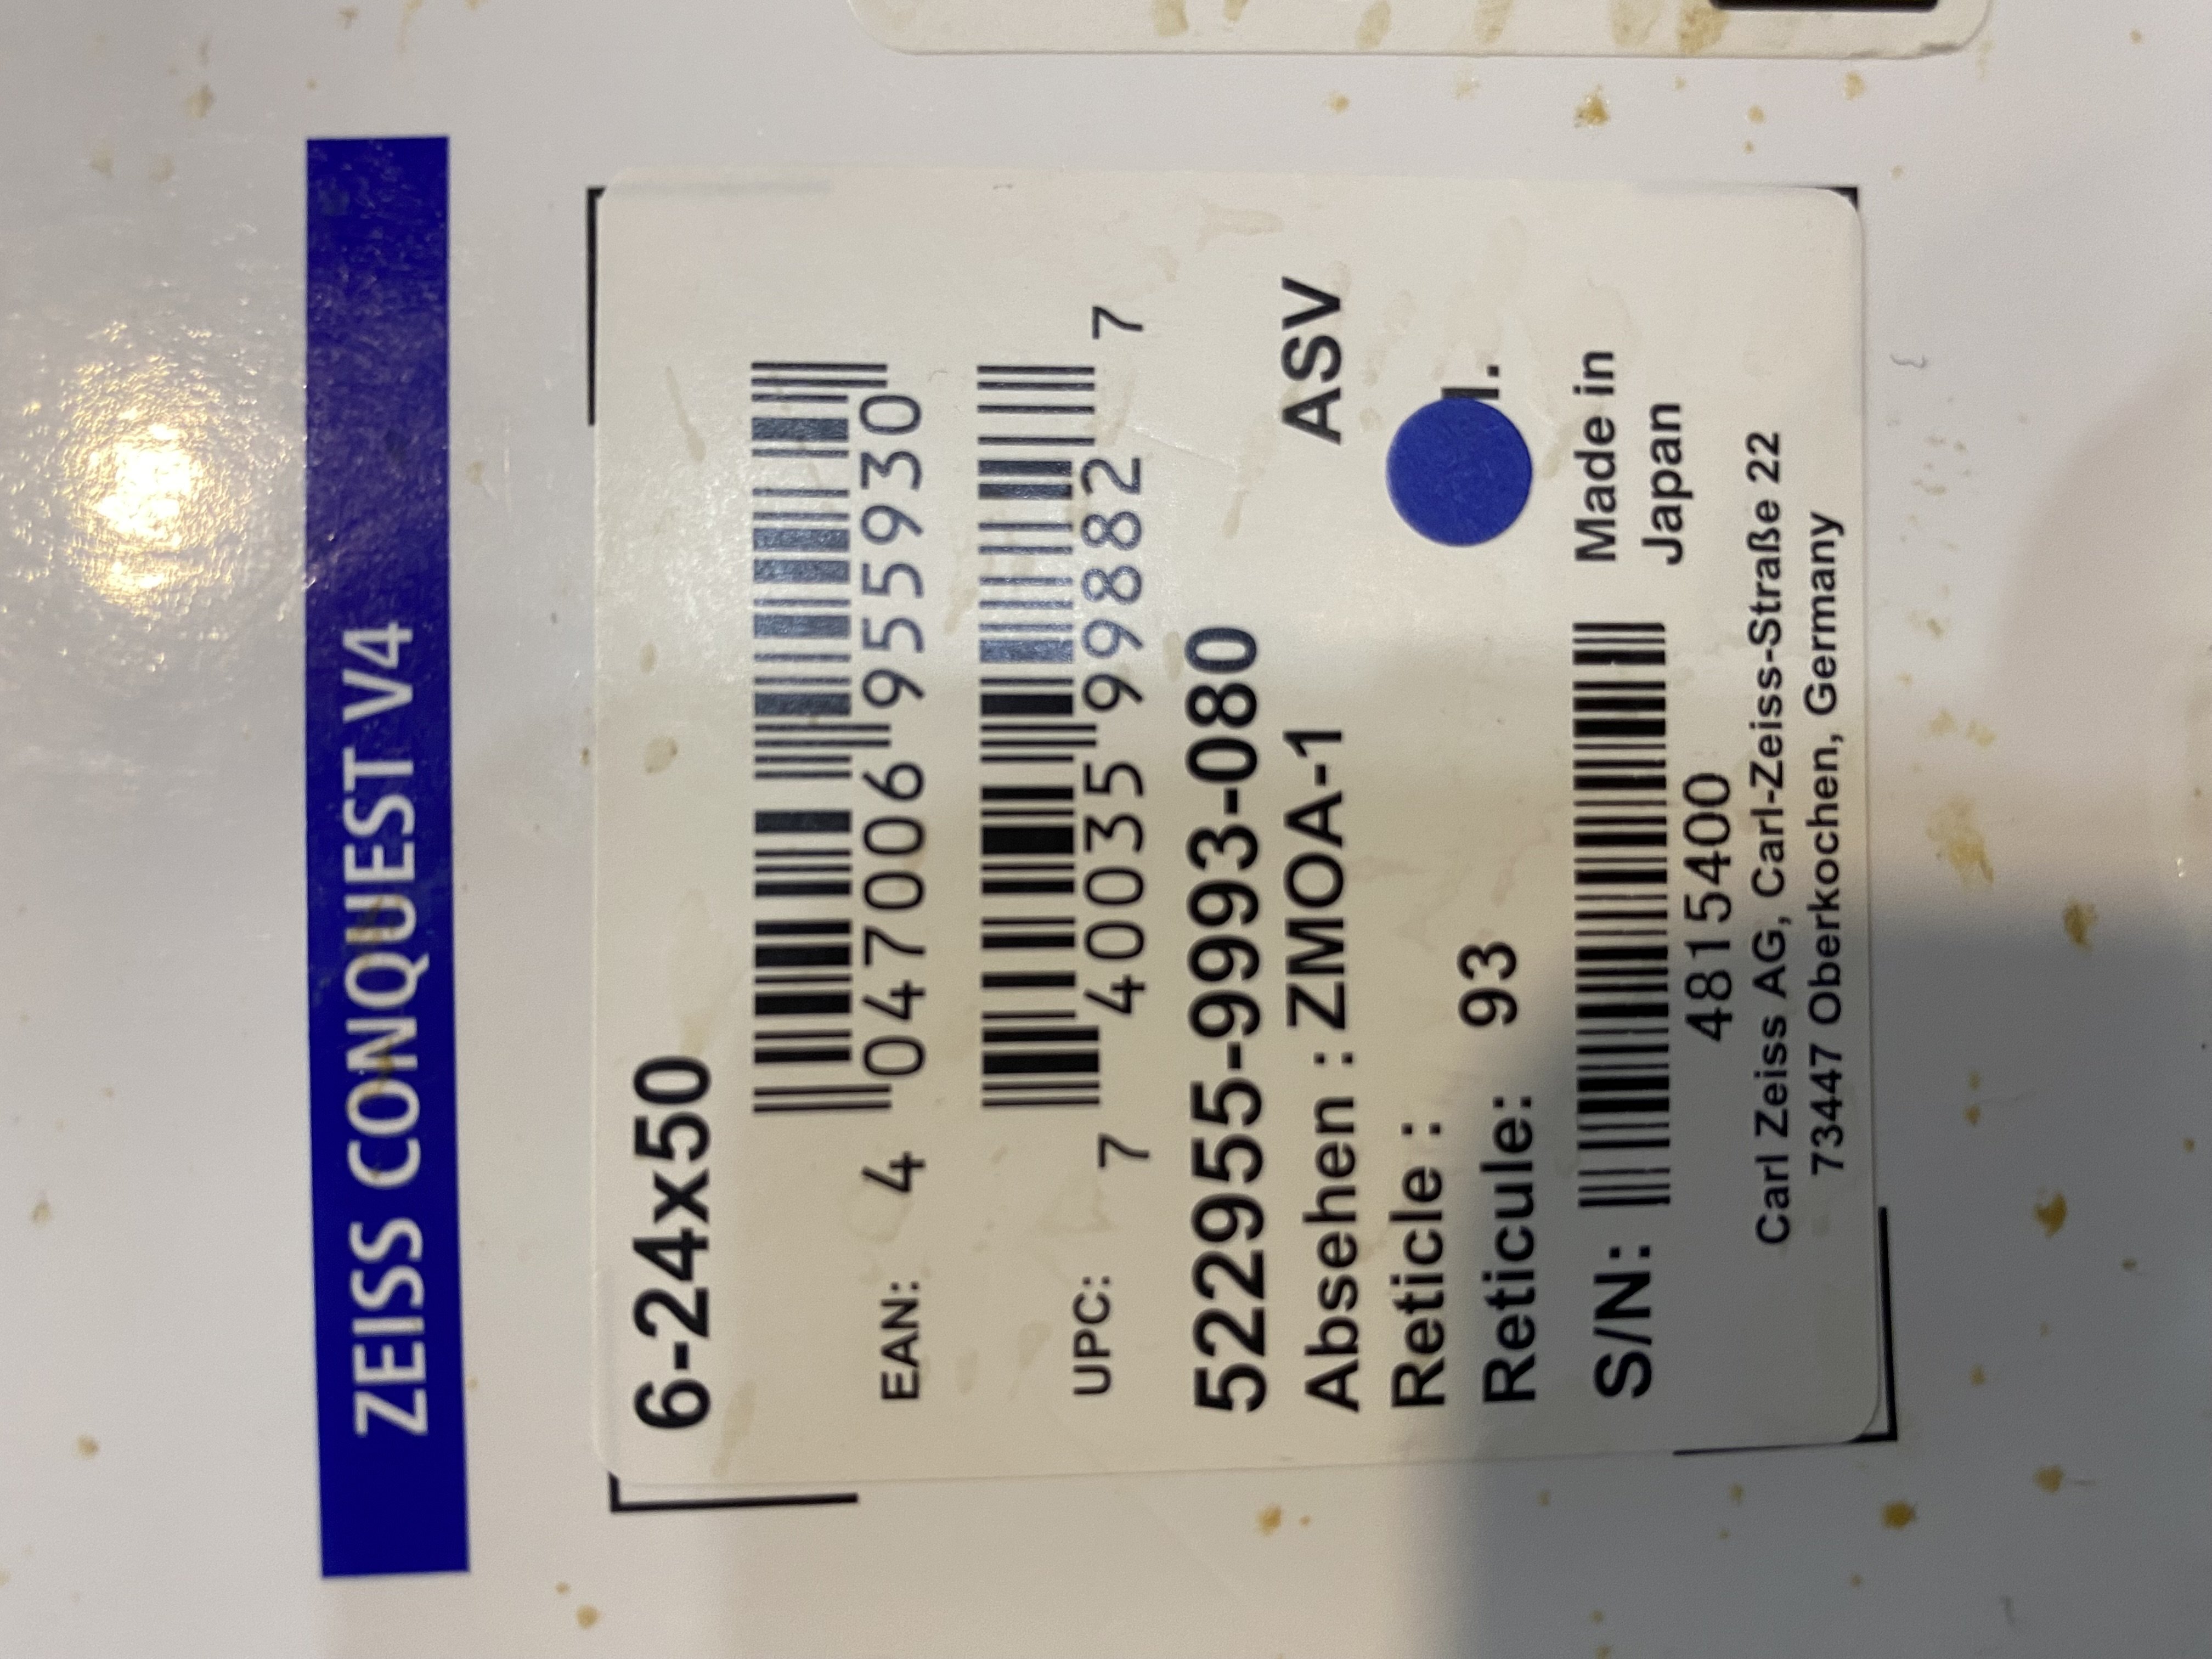 ZEISS CONQUEST V4
6-24x50
EAN: 4 047006 955930
UPC: 7 40035 99882 7
522955-9993-080
Absehen : ZMOA-1 ASV
Reticle :
Reticule: 93
S/N: Made in
Japan
4815400
Carl Zeiss AG, Carl-Zeiss-Straße 22
73447 Oberkochen, Germany